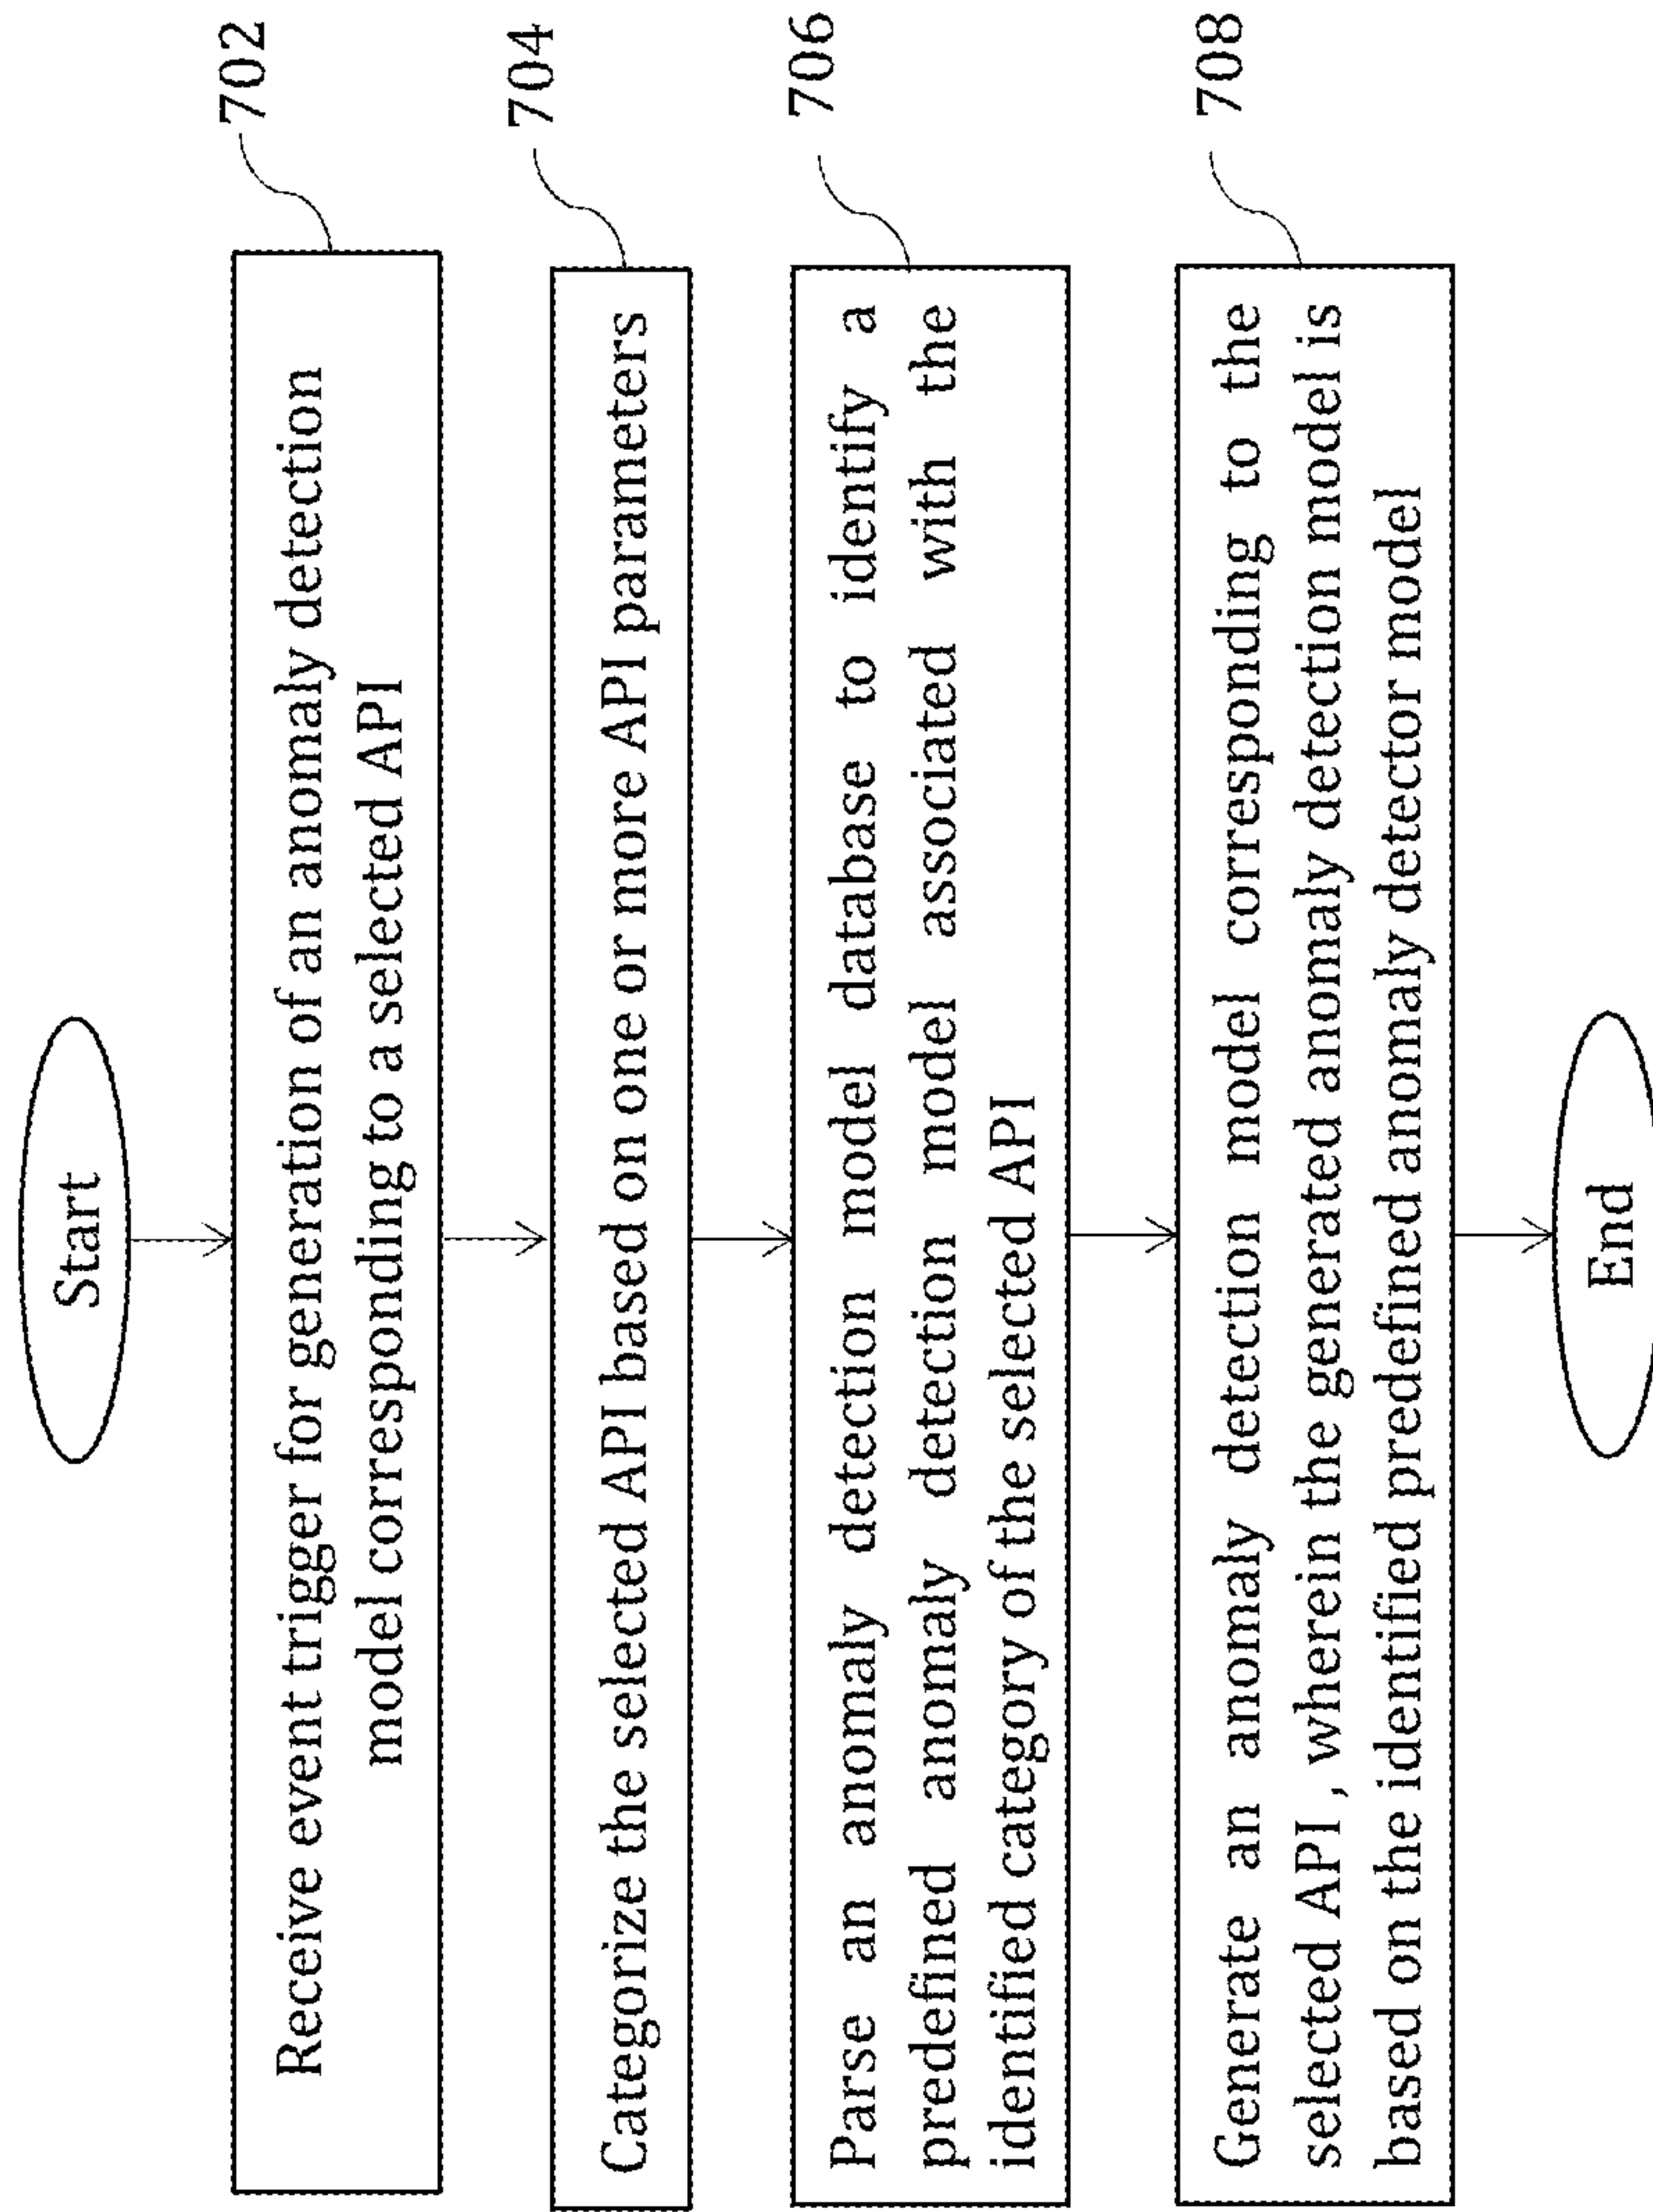 Start
702
Receive event trigger for generation of an anomaly detection
model corresponding to a selected API
704
Categorize the selected API based on one or more API parameters
706
Parse an anomaly detection model database to identify a
predefined anomaly detection model associated with the
identified category of the selected API
708
Generate an anomaly detection model corresponding to the
selected API , wherein the generated anomaly detection model is
based on the identified predefined anomaly detector model
End